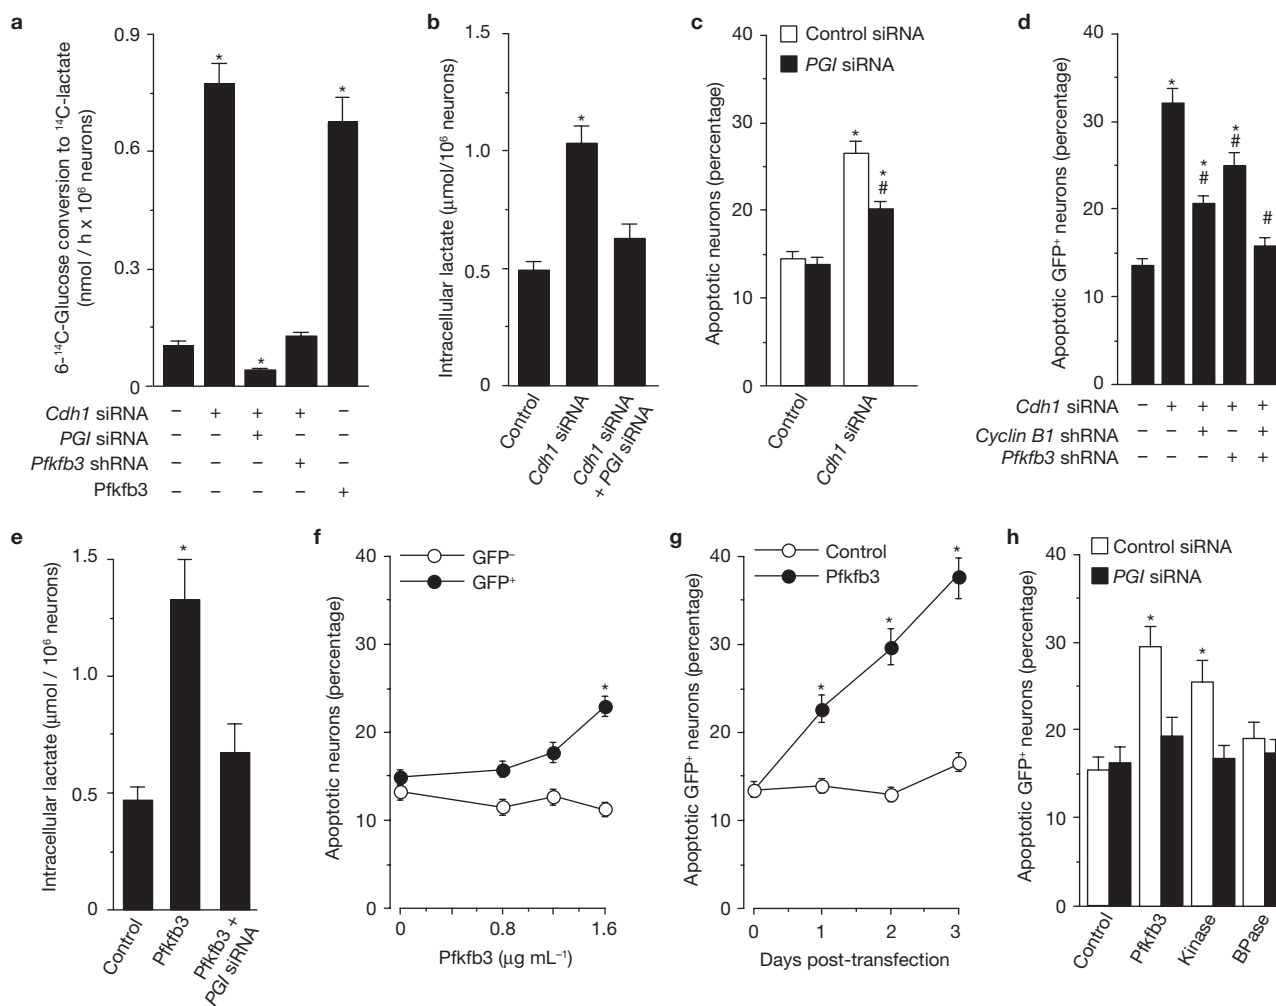 a
0.9
0.6
0.3
0
6-¹⁴C-Glucose conversion to ¹⁴C-lactate
(nmol / h x 10⁶ neurons)
*
*
*
Cdh1 siRNA – + + + –
PGI siRNA – – + – –
Pfkfb3 shRNA – – – + –
Pfkfb3 – – – – +
b
1.5
1.0
0.5
0
Intracellular lactate (μmol/10⁶ neurons)
*
Control
Cdh1 siRNA
Cdh1 siRNA
+ PGI siRNA
c
40
30
20
10
0
Apoptotic neurons (percentage)
Control siRNA
PGI siRNA
*
*
#
Control
Cdh1 siRNA
d
40
30
20
10
0
Apoptotic GFP⁺ neurons (percentage)
*
*
#
*
#
#
Cdh1 siRNA – + + + +
Cyclin B1 shRNA – – + – +
Pfkfb3 shRNA – – – + +
e
1.5
1.0
0.5
0
Intracellular lactate (μmol / 10⁶ neurons)
*
Control
Pfkfb3
Pfkfb3 +
PGI siRNA
f
40
30
20
10
0
Apoptotic neurons (percentage)
GFP⁻
GFP⁺
*
0 0.8 1.6
Pfkfb3 (μg mL⁻¹)
g
40
30
20
10
0
Apoptotic GFP⁺ neurons (percentage)
Control
Pfkfb3
*
*
*
0 1 2 3
Days post-transfection
h
40
30
20
10
0
Apoptotic GFP⁺ neurons (percentage)
Control siRNA
PGI siRNA
*
*
Control
Pfkfb3
Kinase
BPase